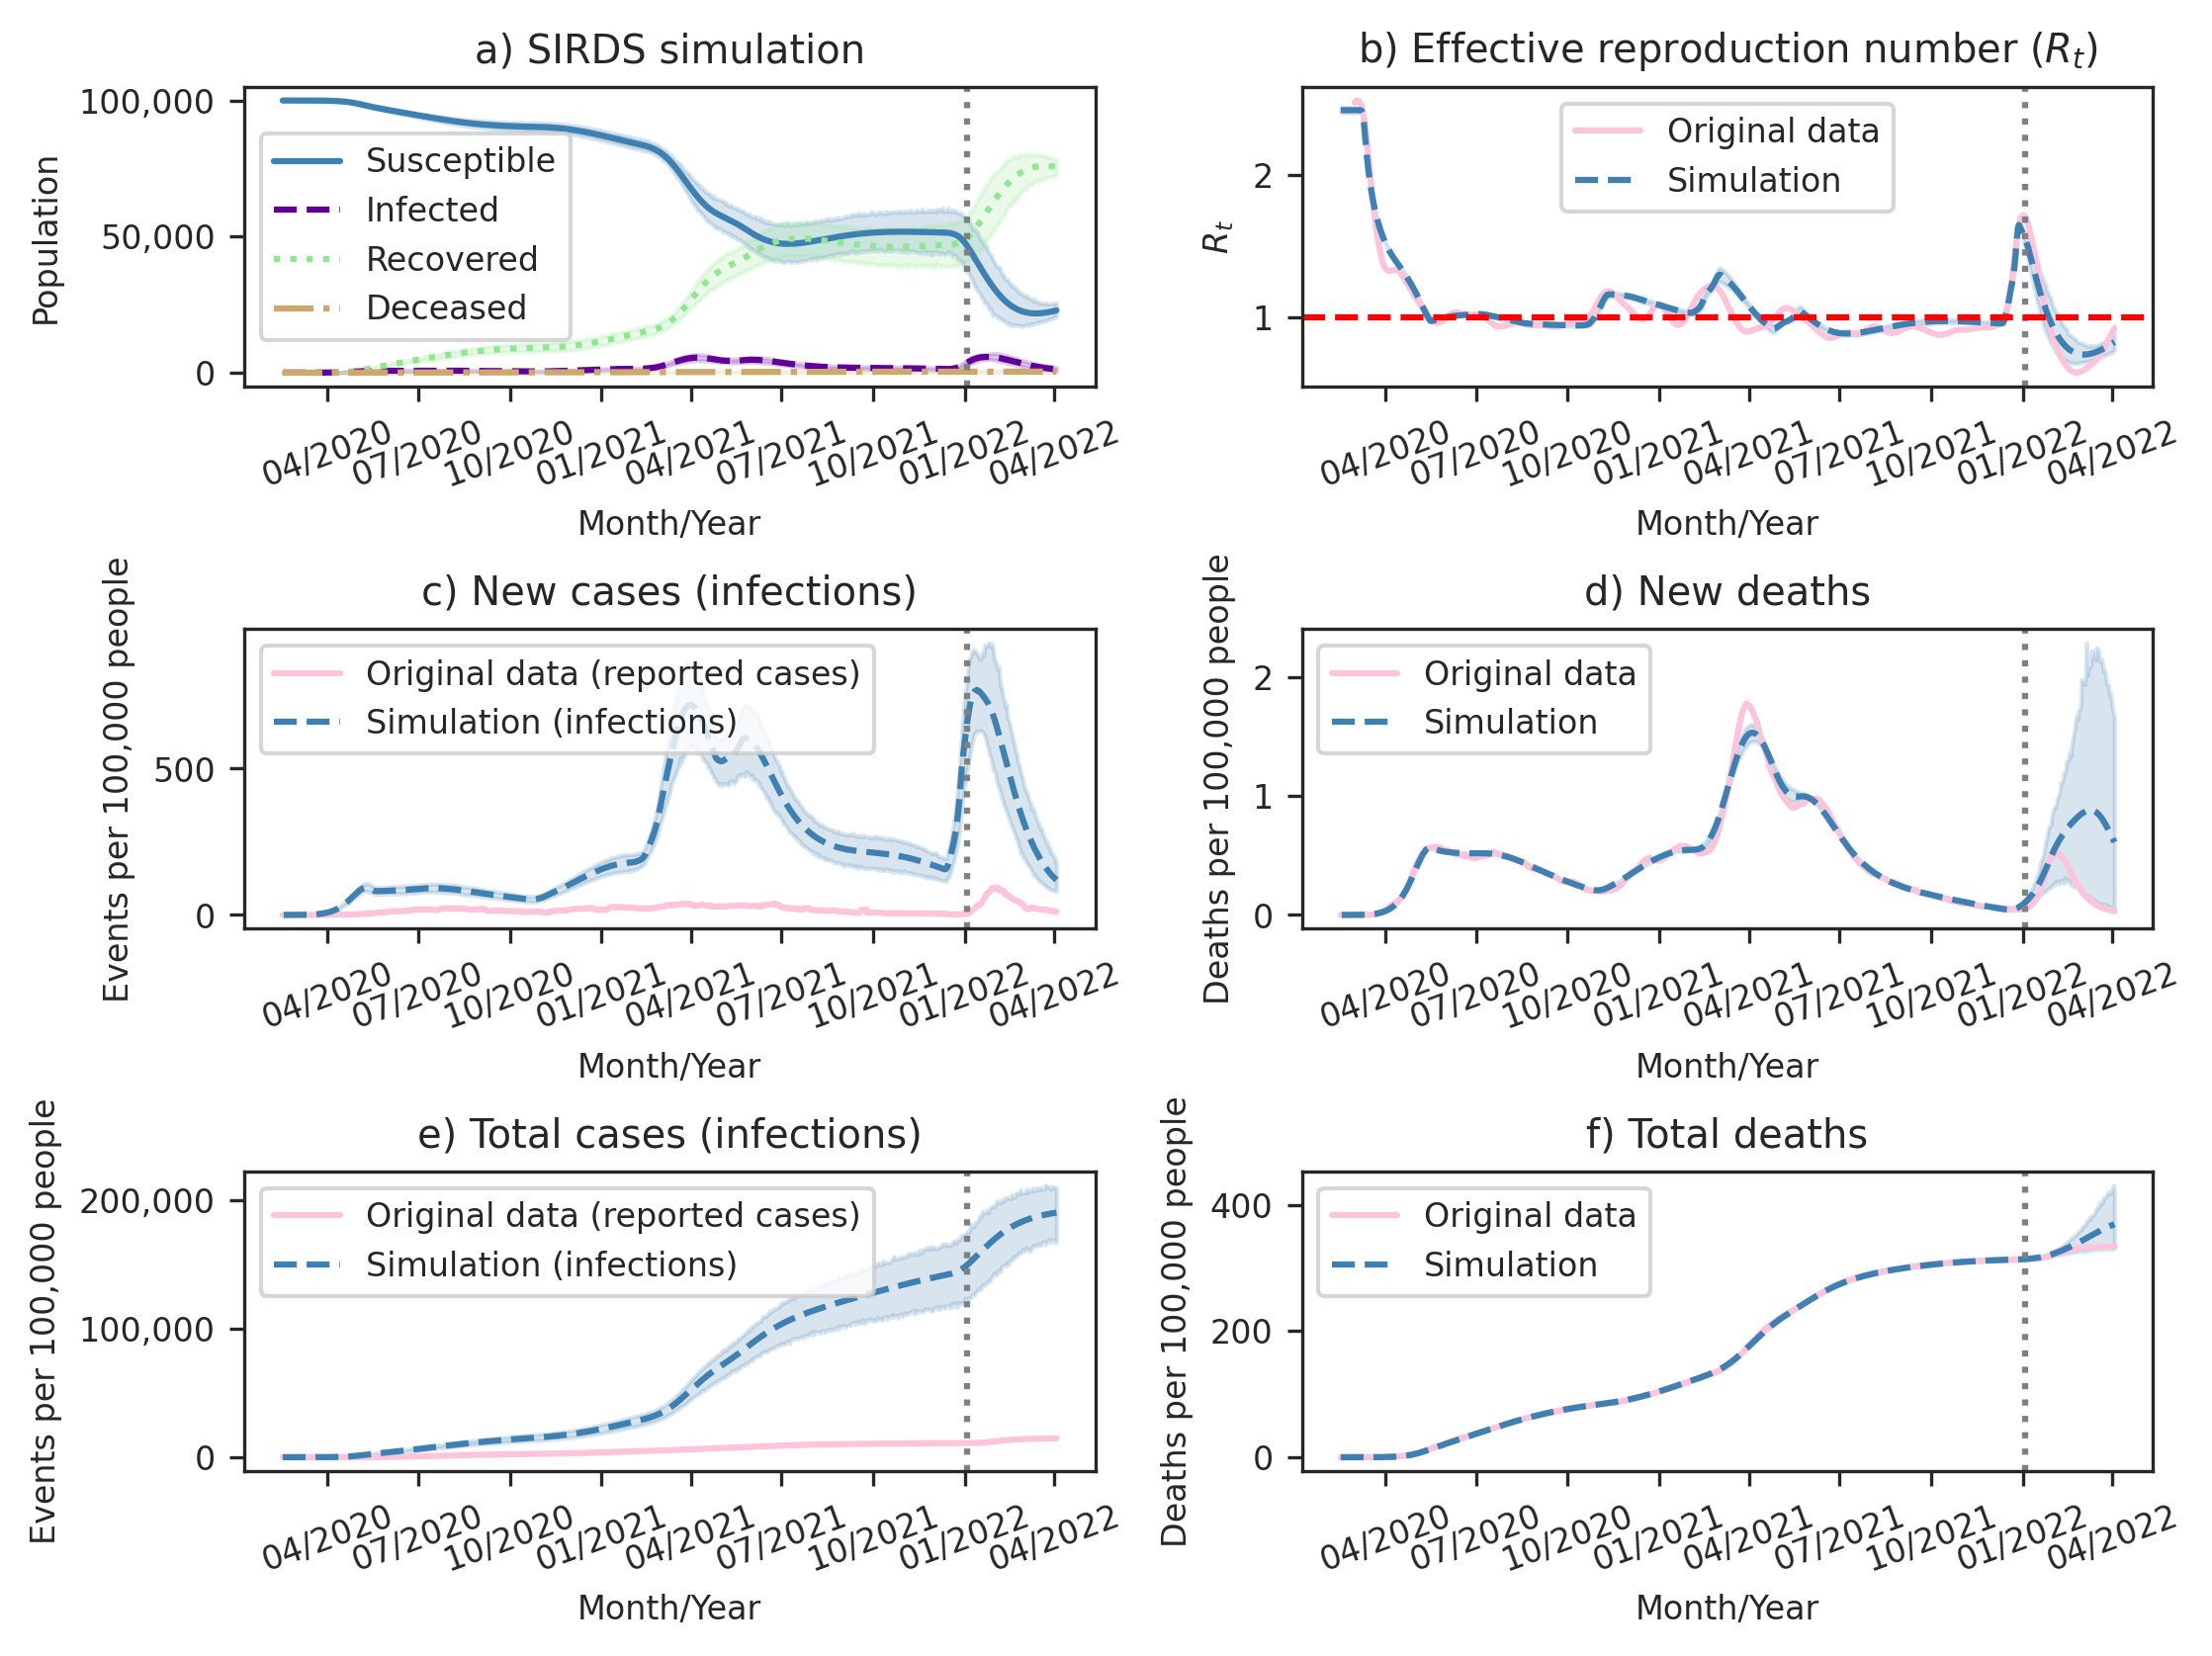 a) SIRDS simulation
Population
100,000
50,000
0
Susceptible
Infected
Recovered
Deceased
04/2020 07/2020 10/2020 01/2021 04/2021 07/2021 10/2021 01/2022 04/2022
Month/Year
b) Effective reproduction number (Rt)
Rt
2
1
Original data
Simulation
04/2020 07/2020 10/2020 01/2021 04/2021 07/2021 10/2021 01/2022 04/2022
Month/Year
c) New cases (infections)
Events per 100,000 people
500
0
Original data (reported cases)
Simulation (infections)
04/2020 07/2020 10/2020 01/2021 04/2021 07/2021 10/2021 01/2022 04/2022
Month/Year
d) New deaths
Deaths per 100,000 people
2
1
0
Original data
Simulation
04/2020 07/2020 10/2020 01/2021 04/2021 07/2021 10/2021 01/2022 04/2022
Month/Year
e) Total cases (infections)
Events per 100,000 people
200,000
100,000
0
Original data (reported cases)
Simulation (infections)
04/2020 07/2020 10/2020 01/2021 04/2021 07/2021 10/2021 01/2022 04/2022
Month/Year
f) Total deaths
Deaths per 100,000 people
400
200
0
Original data
Simulation
04/2020 07/2020 10/2020 01/2021 04/2021 07/2021 10/2021 01/2022 04/2022
Month/Year